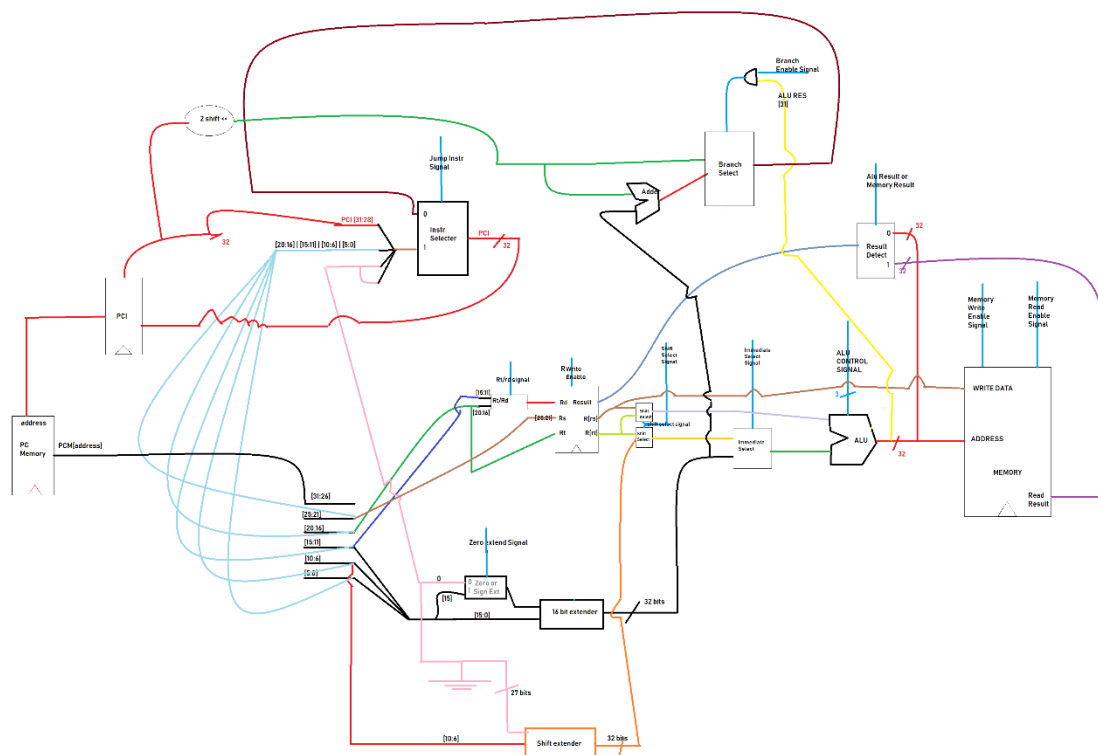 Branch
Enable Signal
ALU RES
[31]
2 shift <<
Jump Instr
Signal
Branch
Select
Adder
Alu Result or
Memory Result
0
PCI [31:28]
Instr
Selecter
PCI
32
32
[20:16] | [15:11] | [10:6] | [5:0]
1
0
32
Result
Detect
1
32
PCI
Memory
Write
Enable
Signal
Memory
Read
Enable
Signal
Shift
Select
Signal
Immediate
Select Signal
ALU
CONTROL
SIGNAL
3
Rt/rd signal
RWrite
Enable
[15:11]
Rt/Rd
[20:16]
Rd
Result
WRITE DATA
[20:21]
Rs
R[rs]
Rt
R[rt]
Shift
Select
Immediate
Select
ALU
32
ADDRESS
MEMORY
Read
Result
address
PC
Memory
PCM[address]
[31:26]
[25:21]
[20:16]
[15:11]
[10:6]
[5:0]
Zero extend Signal
0
0
1
Zero or
Sign Ext
[15]
[15:0]
16 bit extender
32 bits
27 bits
[10:6]
Shift extender
32 bits